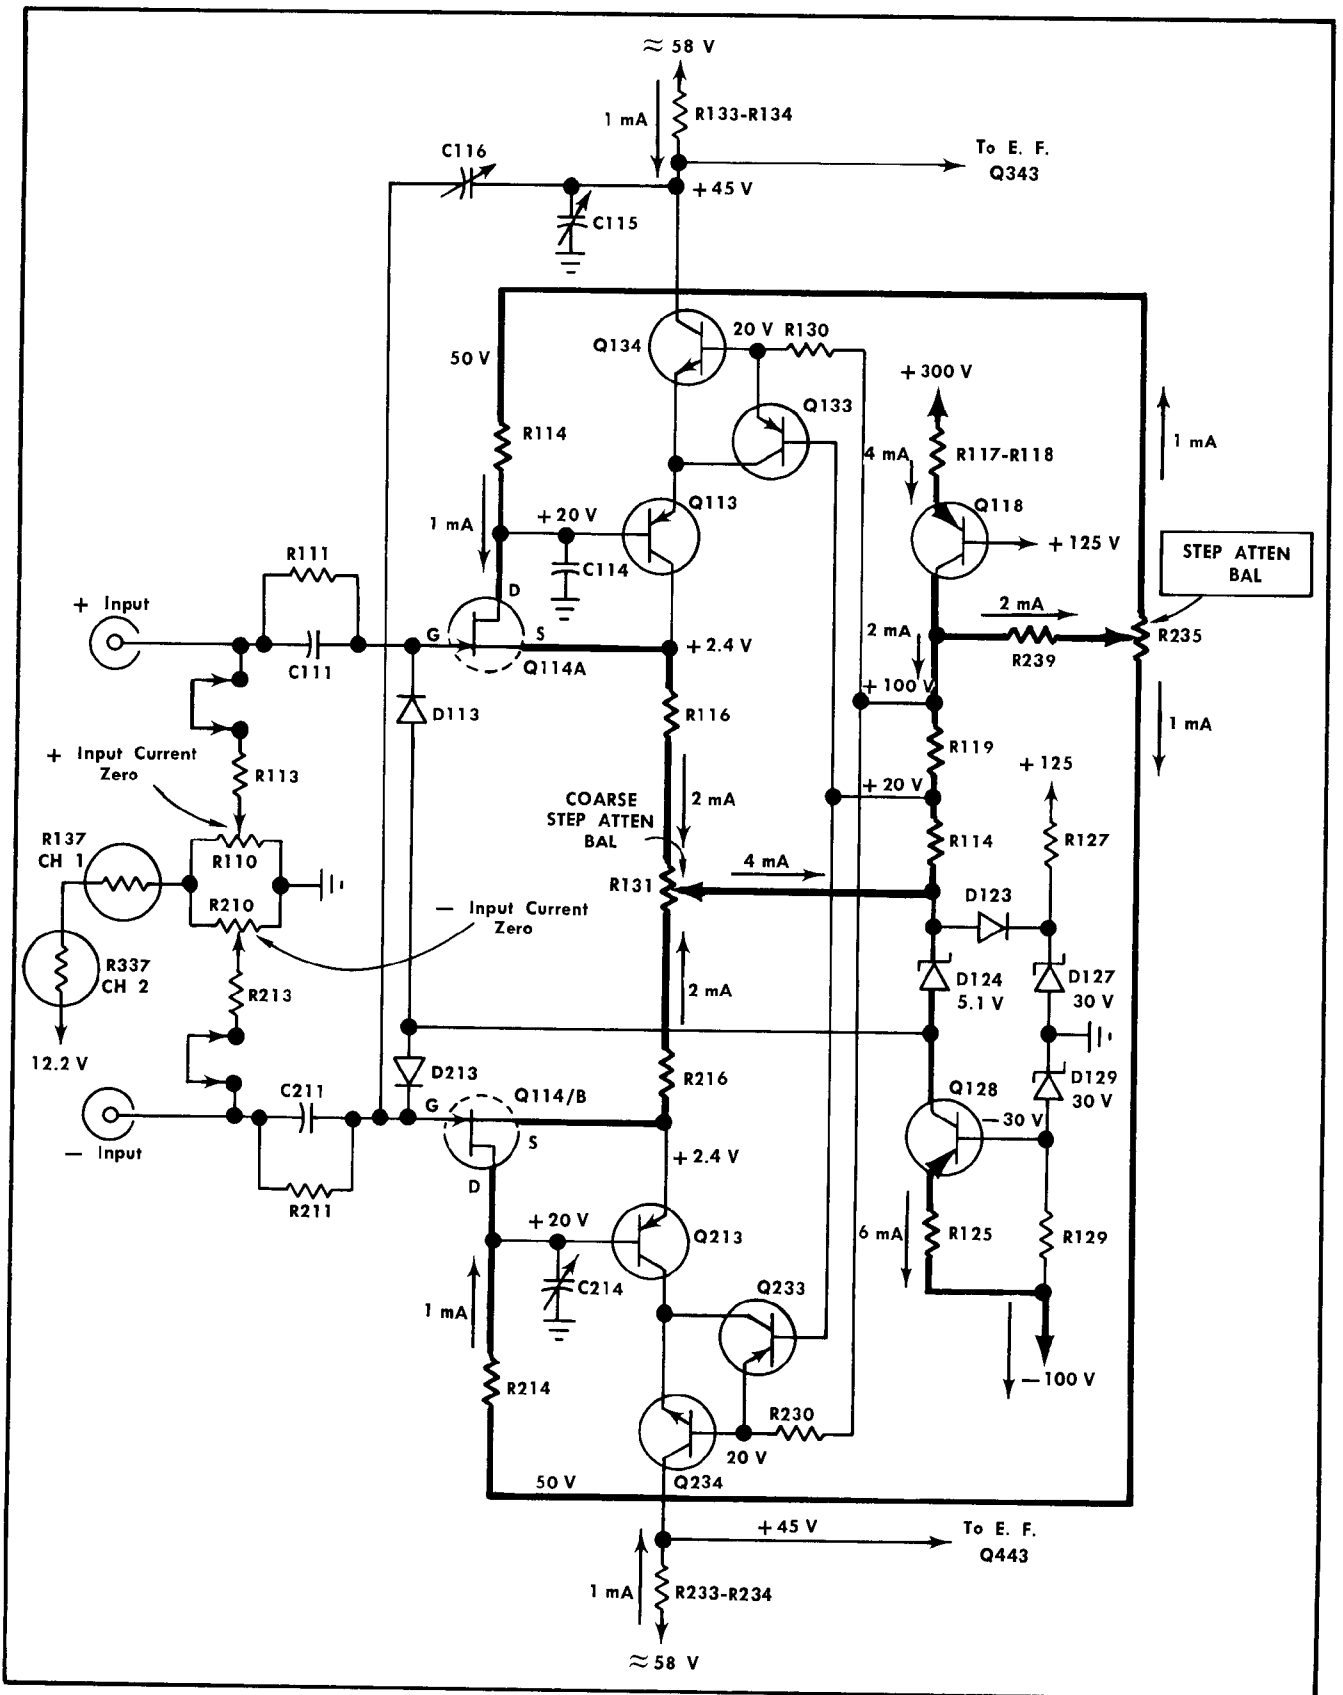 ≈ 58 V
1 mA
R133-R134
To E. F.
Q343
C116
+45 V
C115
Q134
20 V
R130
50 V
+300 V
Q133
R114
4 mA
R117-R118
1 mA
Q113
Q118
1 mA
+20 V
+125 V
STEP ATTEN
BAL
R111
C114
+ Input
D
2 mA
G
S
+2.4 V
2 mA
R235
C111
Q114A
R239
+100 V
D113
R116
1 mA
+ Input Current
Zero
R113
R119
+125
COARSE
STEP ATTEN
BAL
2 mA
+20 V
R137
CH 1
R110
R114
R127
4 mA
R131
R210
D123
— Input Current
Zero
R337
CH 2
R213
2 mA
D124
5.1 V
D127
30 V
12.2 V
D213
R216
C211
Q114/B
Q128
D129
30 V
G
—30 V
S
— Input
+2.4 V
D
R211
+20 V
Q213
6 mA
R125
R129
C214
Q233
1 mA
R214
—100 V
R230
20 V
50 V
Q234
+45 V
To E. F.
Q443
1 mA
R233-R234
≈ 58 V